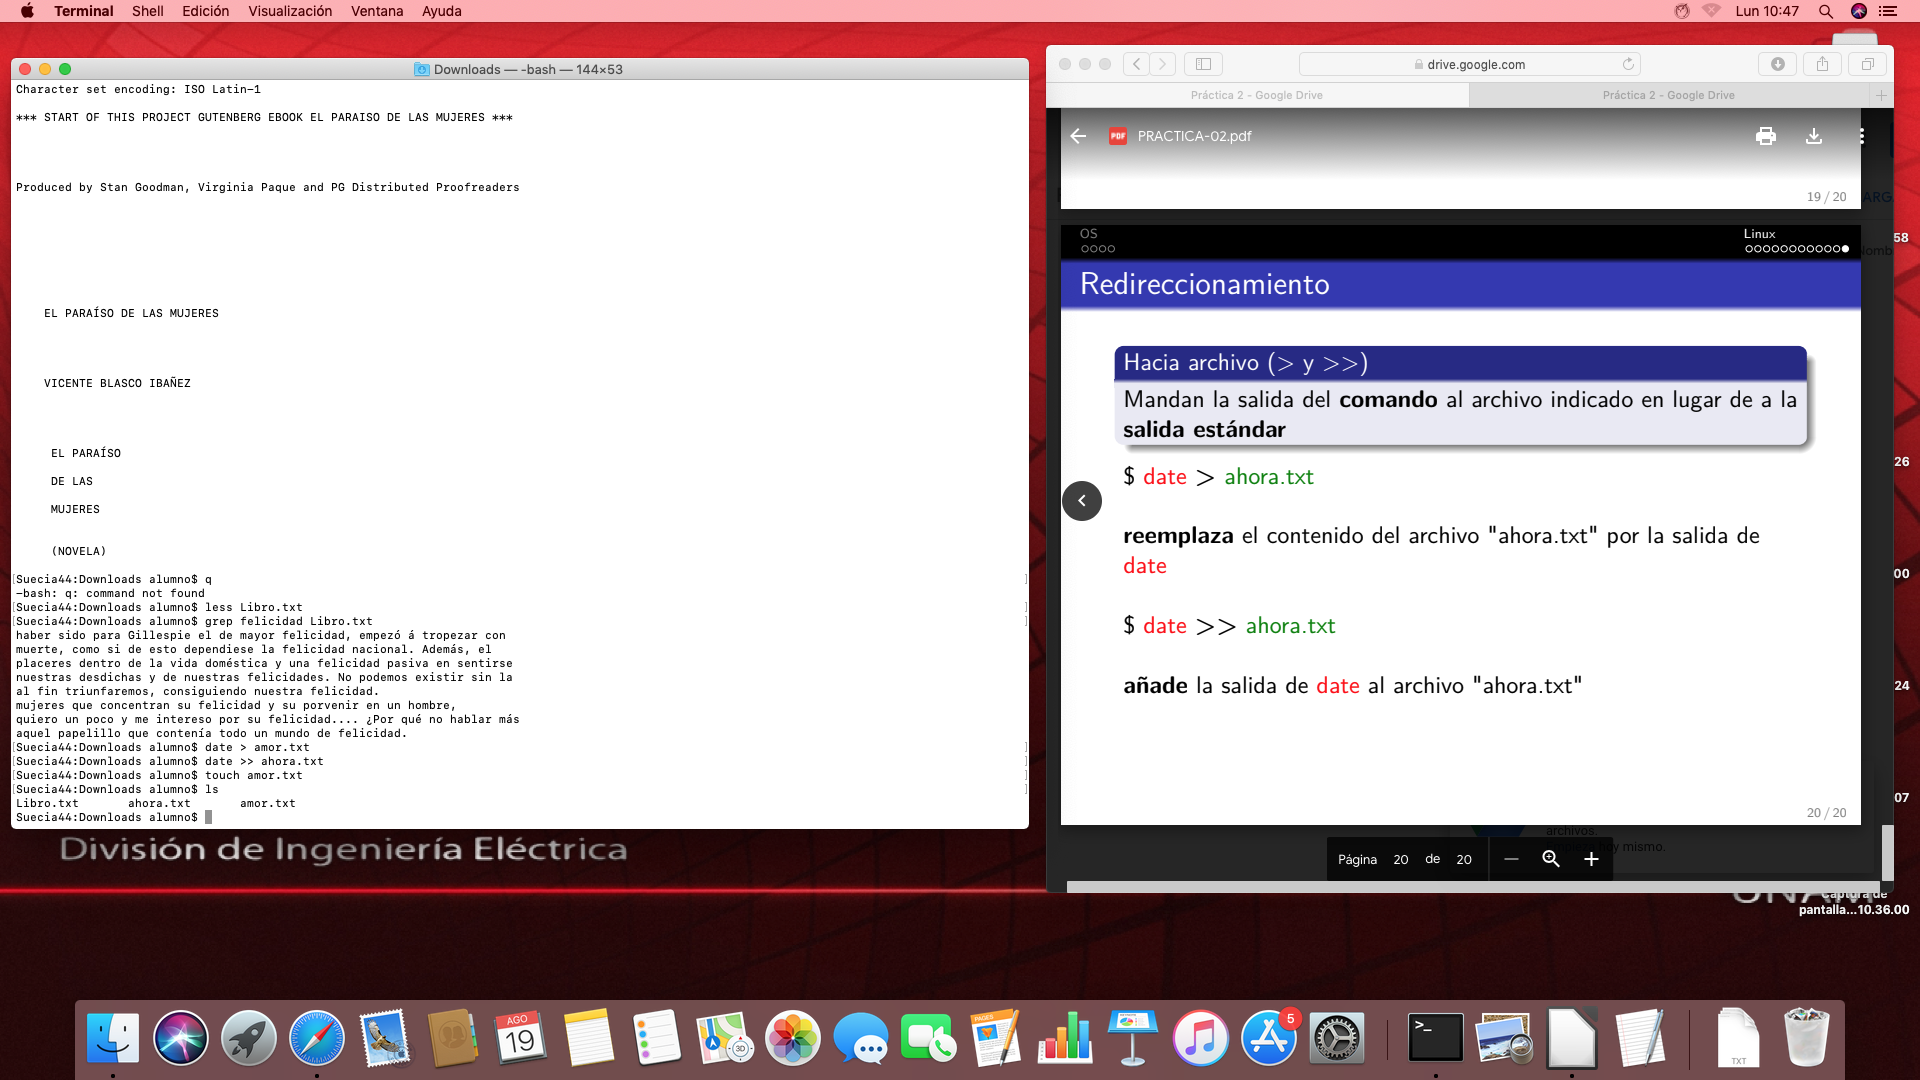 Terminal Shell Edición Visualización Ventana Ayuda
Lun 10:47
Downloads — -bash — 144×53
Character set encoding: ISO Latin-1
*** START OF THIS PROJECT GUTENBERG EBOOK EL PARAISO DE LAS MUJERES ***
Produced by Stan Goodman, Virginia Paque and PG Distributed Proofreaders
EL PARAÍSO DE LAS MUJERES
VICENTE BLASCO IBAÑEZ
EL PARAÍSO
DE LAS
MUJERES
(NOVELA)
[Suecia44:Downloads alumno$ q ]
-bash: q: command not found
[Suecia44:Downloads alumno$ less Libro.txt ]
[Suecia44:Downloads alumno$ grep felicidad Libro.txt ]
haber sido para Gillespie el de mayor felicidad, empezó á tropezar con
muerte, como si de esto dependiese la felicidad nacional. Además, el
placeres dentro de la vida doméstica y una felicidad pasiva en sentirse
nuestras desdichas y de nuestras felicidades. No podemos existir sin la
al fin triunfaremos, consiguiendo nuestra felicidad.
mujeres que concentran su felicidad y su porvenir en un hombre,
quiero un poco y me intereso por su felicidad.... ¿Por qué no hablar más
aquel papelillo que contenía todo un mundo de felicidad.
[Suecia44:Downloads alumno$ date > amor.txt ]
[Suecia44:Downloads alumno$ date >> ahora.txt ]
[Suecia44:Downloads alumno$ touch amor.txt ]
[Suecia44:Downloads alumno$ ls ]
Libro.txt ahora.txt amor.txt
Suecia44:Downloads alumno$
División de Ingeniería Eléctrica
drive.google.com
Práctica 2 - Google Drive
Práctica 2 - Google Drive
PDF PRACTICA-02.pdf
19 / 20
ARG
OS
Linux
Redireccionamiento
Hacia archivo (> y >>)
Mandan la salida del comando al archivo indicado en lugar de a la
salida estándar
$ date > ahora.txt
reemplaza el contenido del archivo "ahora.txt" por la salida de
date
$ date >> ahora.txt
añade la salida de date al archivo "ahora.txt"
20 / 20
archivos.
mismo.
Página 20 de 20
58
omb
26
00
24
07
Captura de
pantalla...10.36.00
AGO
19
3D
PAGES
5
>_
TXT